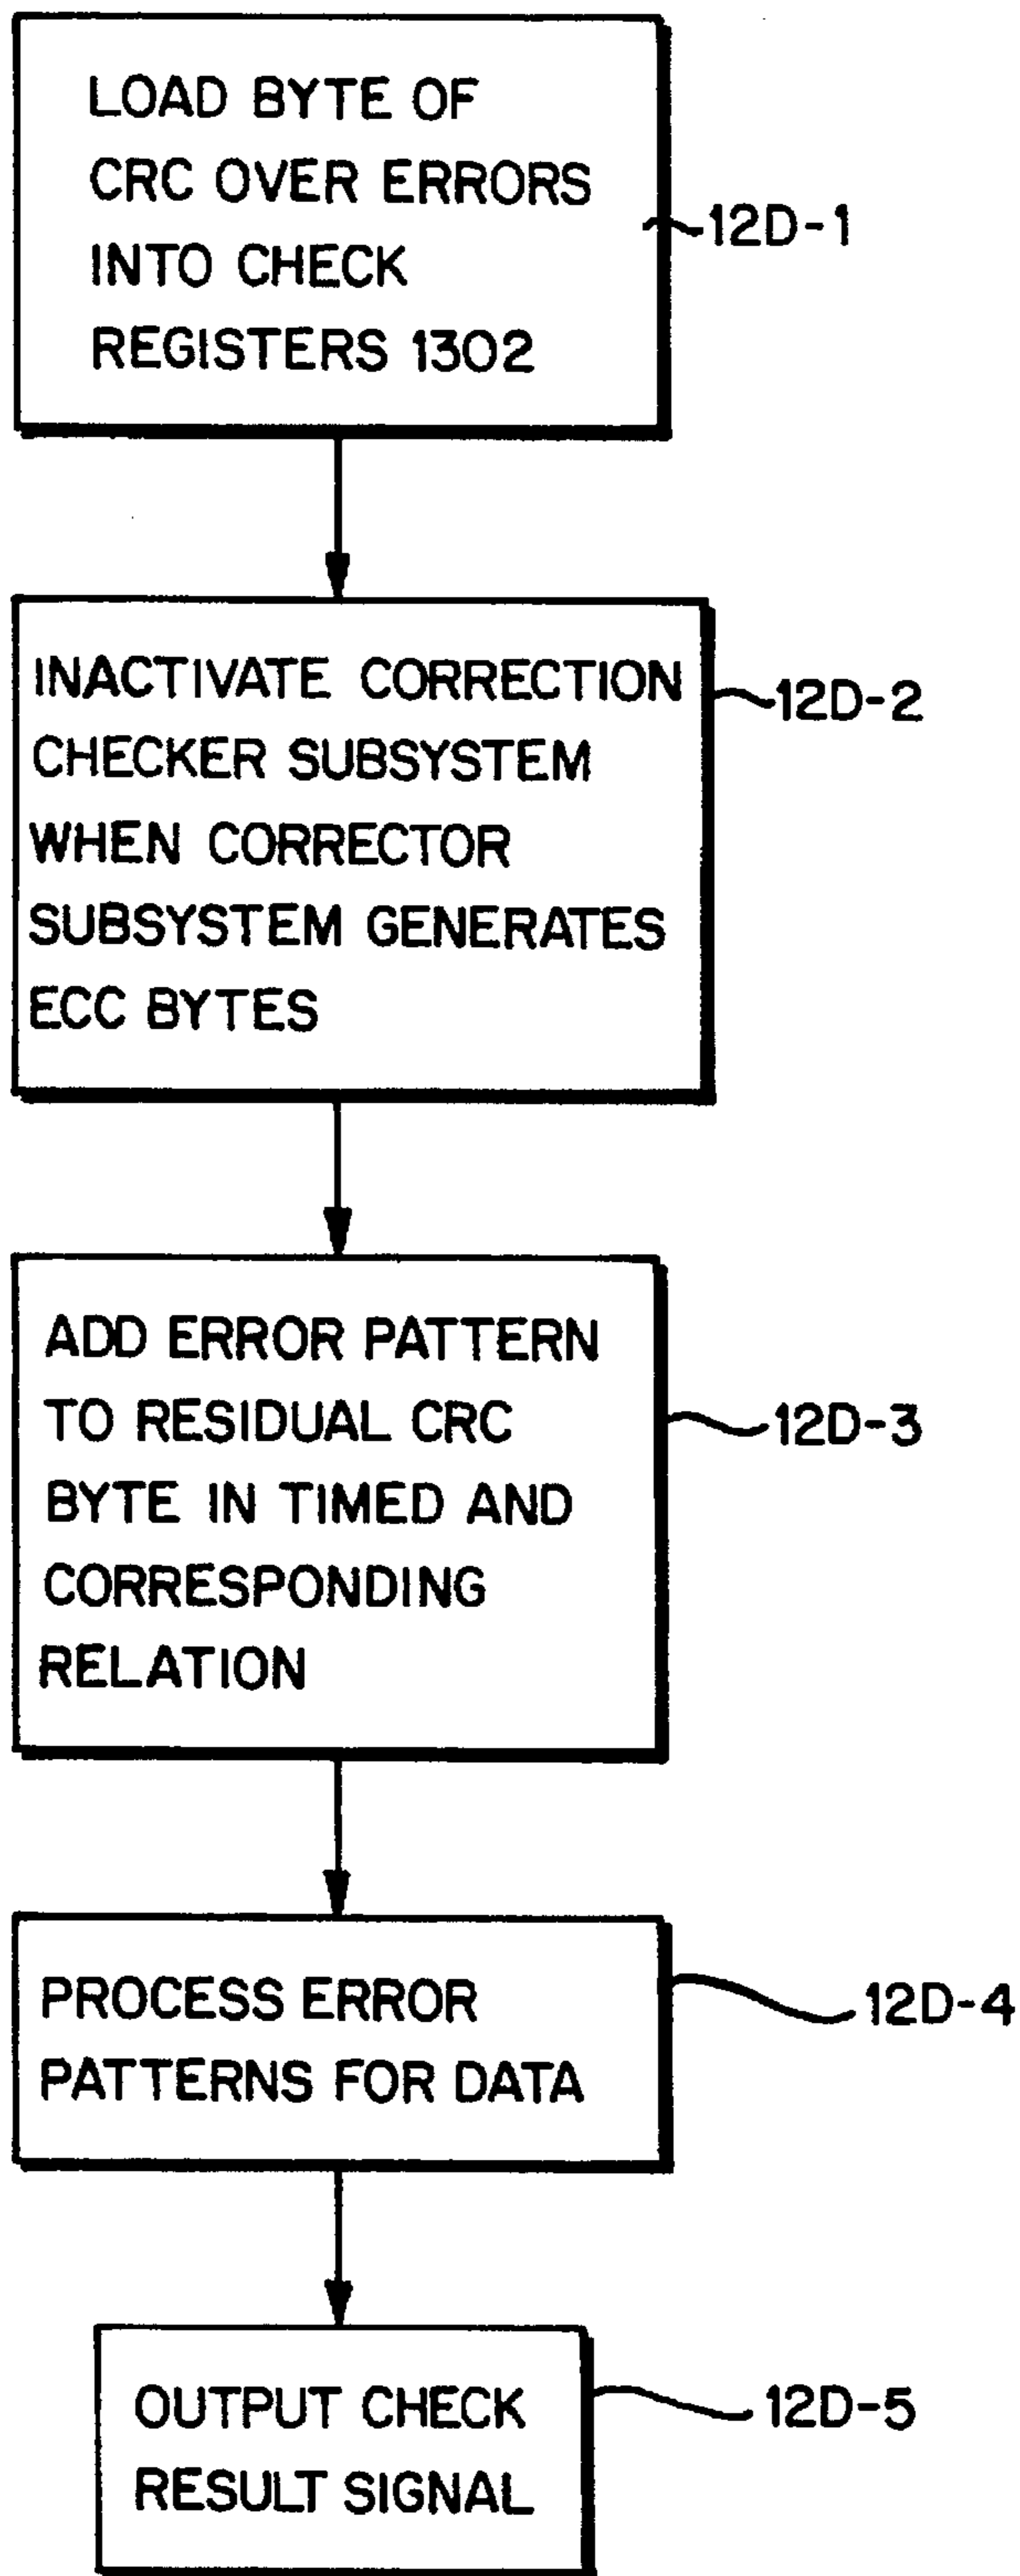 LOAD BYTE OF
CRC OVER ERRORS
INTO CHECK
REGISTERS 1302
12D-1
INACTIVATE CORRECTION
CHECKER SUBSYSTEM
WHEN CORRECTOR
SUBSYSTEM GENERATES
ECC BYTES
12D-2
ADD ERROR PATTERN
TO RESIDUAL CRC
BYTE IN TIMED AND
CORRESPONDING
RELATION
12D-3
PROCESS ERROR
PATTERNS FOR DATA
12D-4
OUTPUT CHECK
RESULT SIGNAL
12D-5